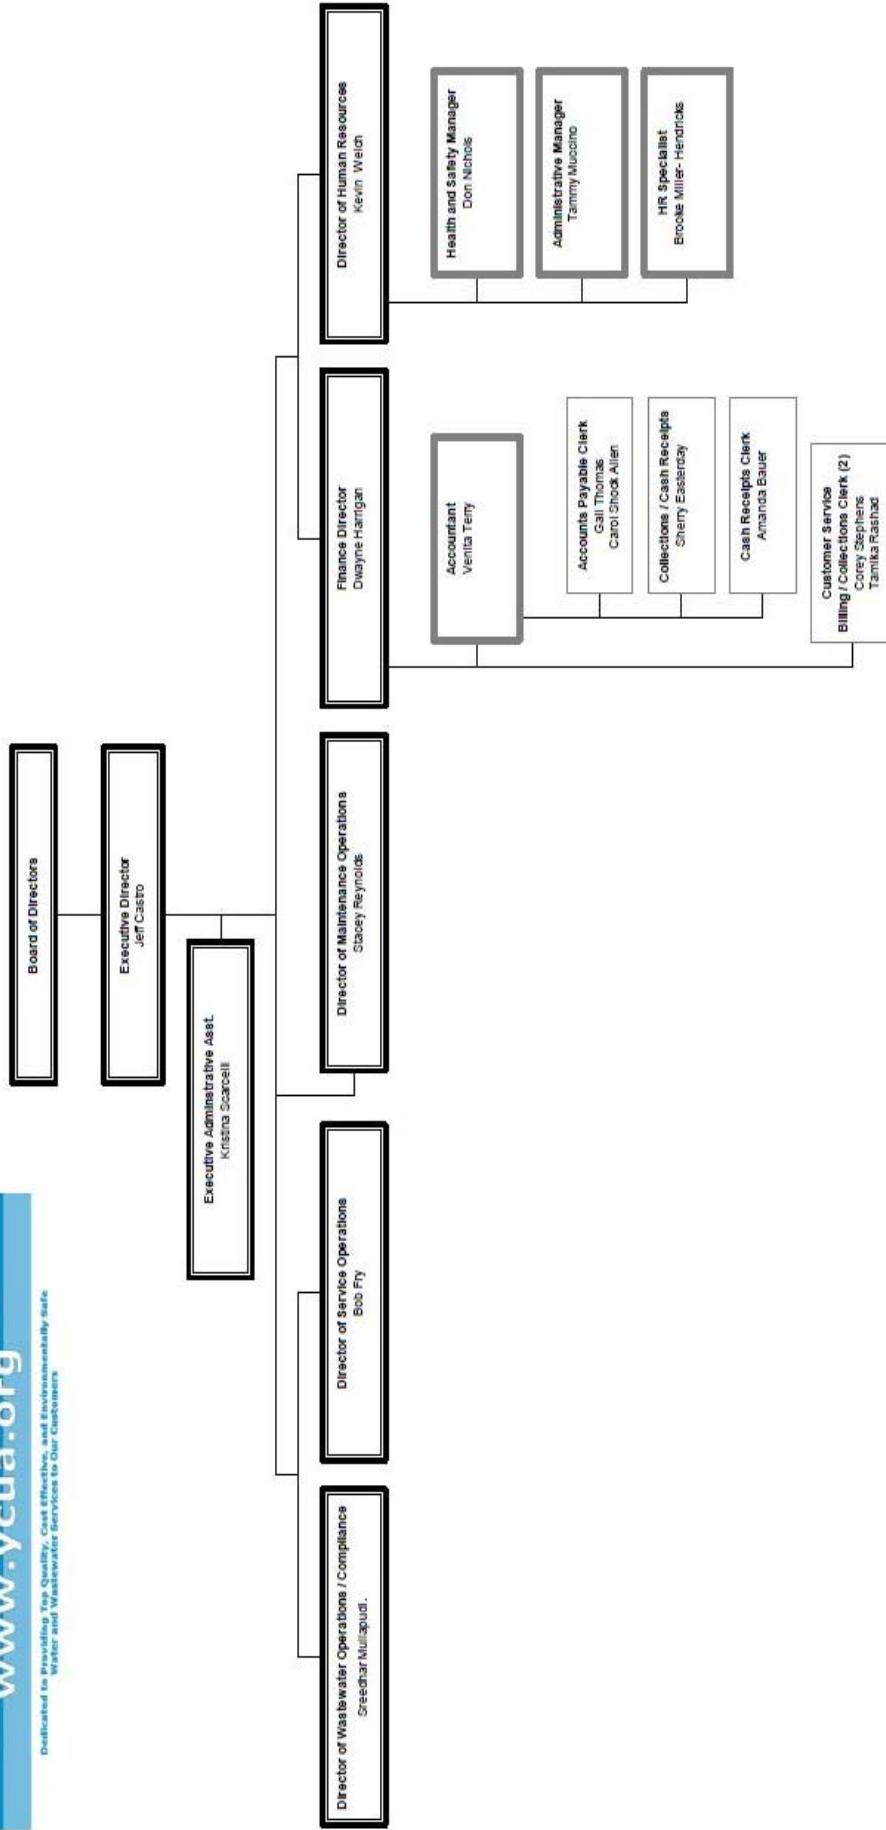 www.ycua.org
Dedicated to Providing Top Quality, Cost Effective, and Environmentally Safe
Water and Wastewater Services to Our Customers
Board of Directors
Executive Director
Jeff Castro
Executive Adminstrative Asst.
Kristina Scarcelli
Director of Wastewater Operations / Compliance
Sreedhar Mullapudi.
Director of Service Operations
Bob Fry
Director of Maintenance Operations
Stacey Reynolds
Finance Director
Dwayne Harrigan
Director of Human Resources
Kevin Welch
Accountant
Venita Terry
Accounts Payable Clerk
Gail Thomas
Carol Shock Allen
Collections / Cash Receipts
Sherry Easterday
Cash Receipts Clerk
Amanda Bauer
Customer Service
Billing / Collections Clerk (2)
Corey Stephens
Tamika Rashad
Health and Safety Manager
Don Nichols
Administrative Manager
Tammy Muccino
HR Specialist
Brooke Miller- Hendricks